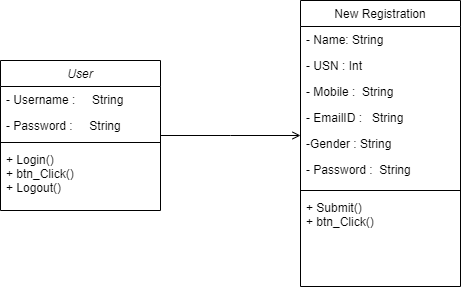 User
- Username : String
- Password : String
+ Login()
+ btn_Click()
+ Logout()
New Registration
- Name: String
- USN : Int
- Mobile : String
- EmailID : String
-Gender : String
- Password : String
+ Submit()
+ btn_Click()